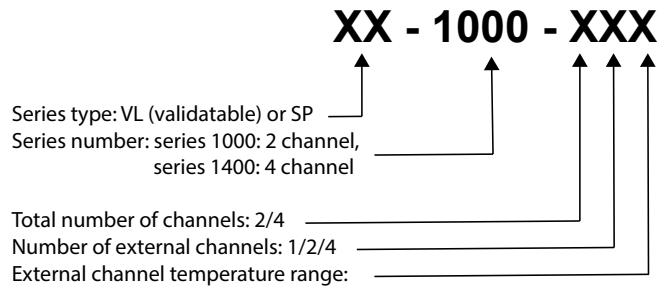 XX - 1000 - XXX
Series type: VL (validatable) or SP
Series number: series 1000: 2 channel,
series 1400: 4 channel
Total number of channels: 2/4
Number of external channels: 1/2/4
External channel temperature range: